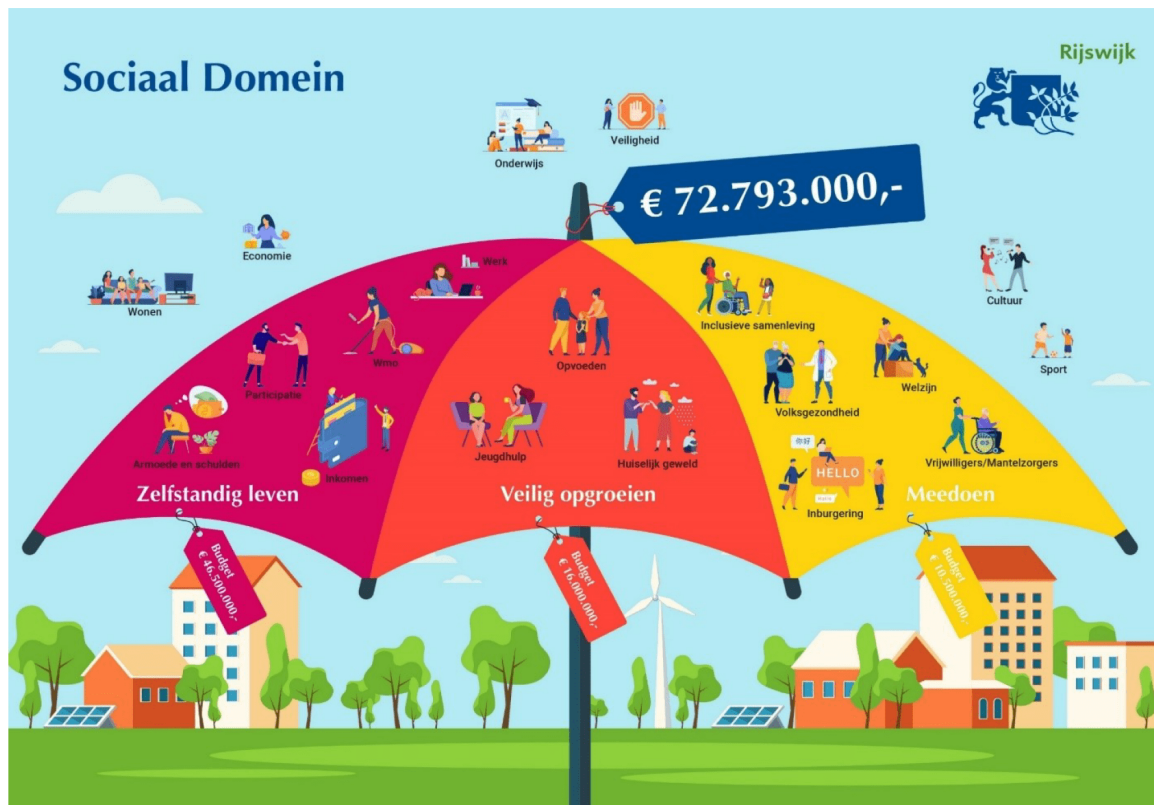 Sociaal Domein
Rijswijk
Onderwijs
Veiligheid
€ 72.793.000,-
Economie
Wonen
Cultuur
Sport
Werk
Wmo
Participatie
Armoede en schulden
Inkomen
Zelfstandig leven
Budget
€ 46.500.000,-
Opvoeden
Jeugdhulp
Huiselijk geweld
Veilig opgroeien
Budget
€ 16.000.000,-
Inclusieve samenleving
Welzijn
Volksgezondheid
Vrijwilligers/Mantelzorgers
你好
HELLO
Inburgering
Meedoen
Budget
€ 10.500.000,-